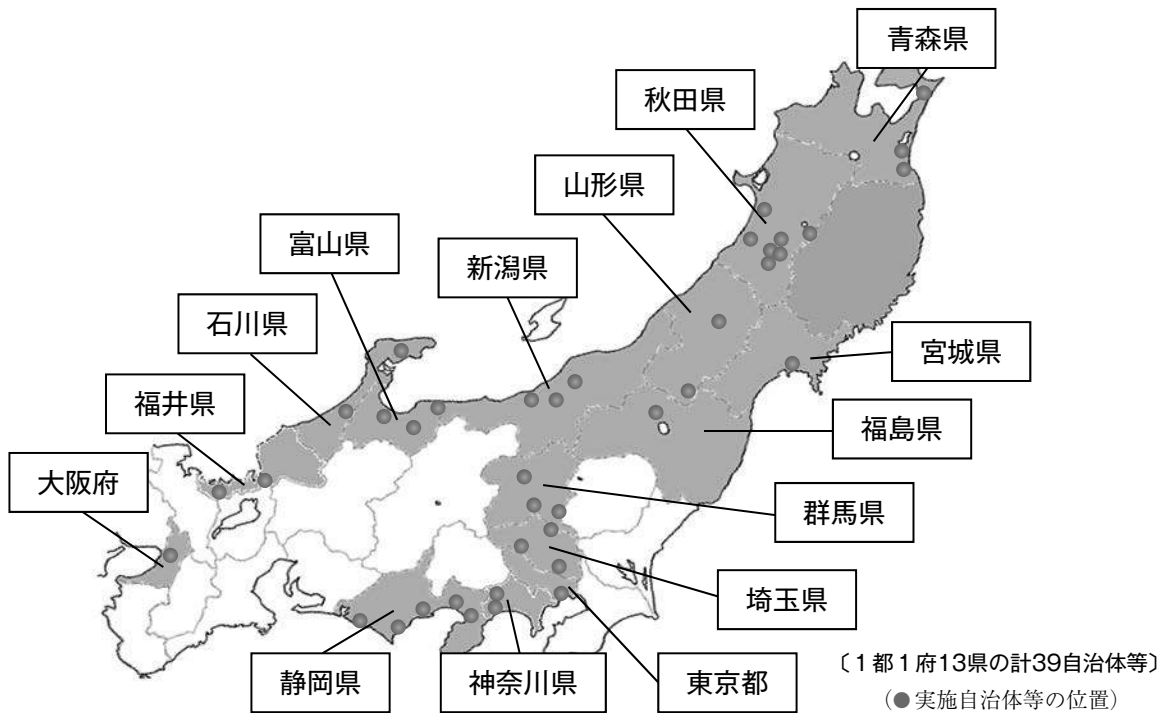 青森県
秋田県
山形県
富山県
新潟県
石川県
宮城県
福井県
福島県
大阪府
群馬県
埼玉県
静岡県
神奈川県
東京都
〔1都1府13県の計39自治体等〕
(● 実施自治体等の位置)